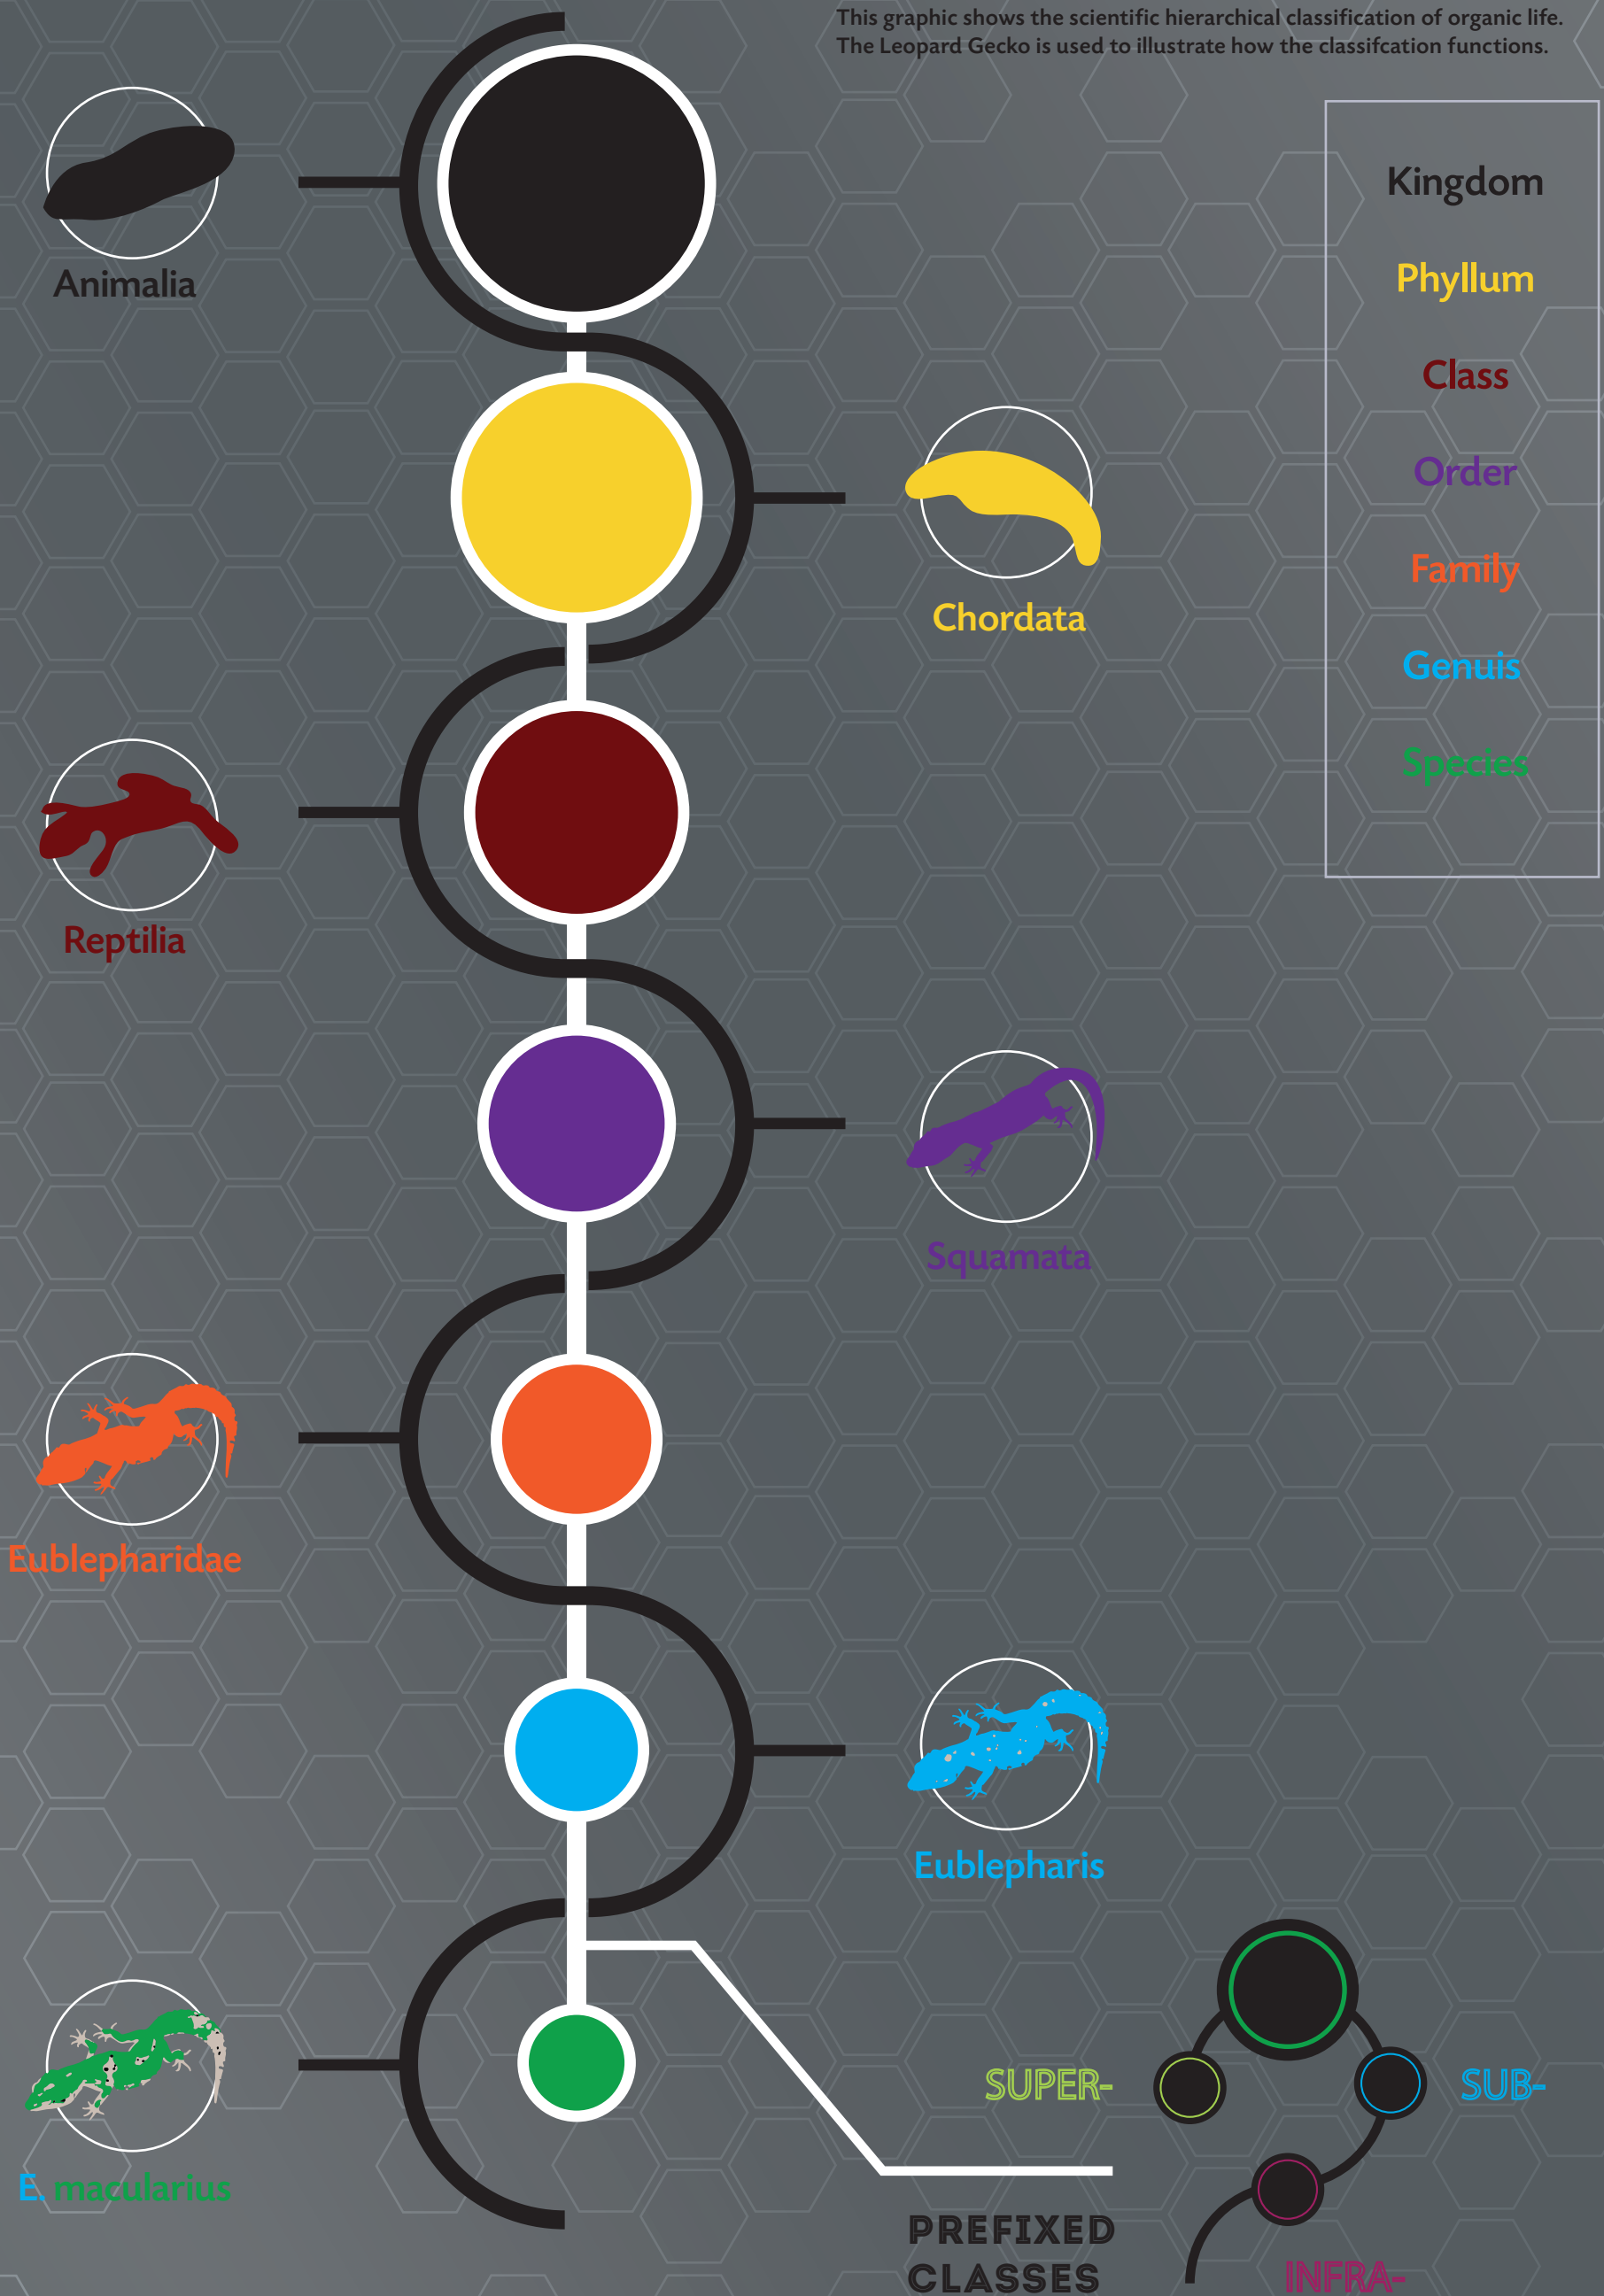 This graphic shows the scientific hierarchical classification of organic life.
The Leopard Gecko is used to illustrate how the classifcation functions.
Kingdom
Phyllum
Class
Order
Family
Genuis
Species
Animalia
Chordata
Reptilia
Squamata
Eublepharidae
Eublepharis
E. macularius
SUPER-
SUB-
INFRA-
PREFIXED
CLASSES